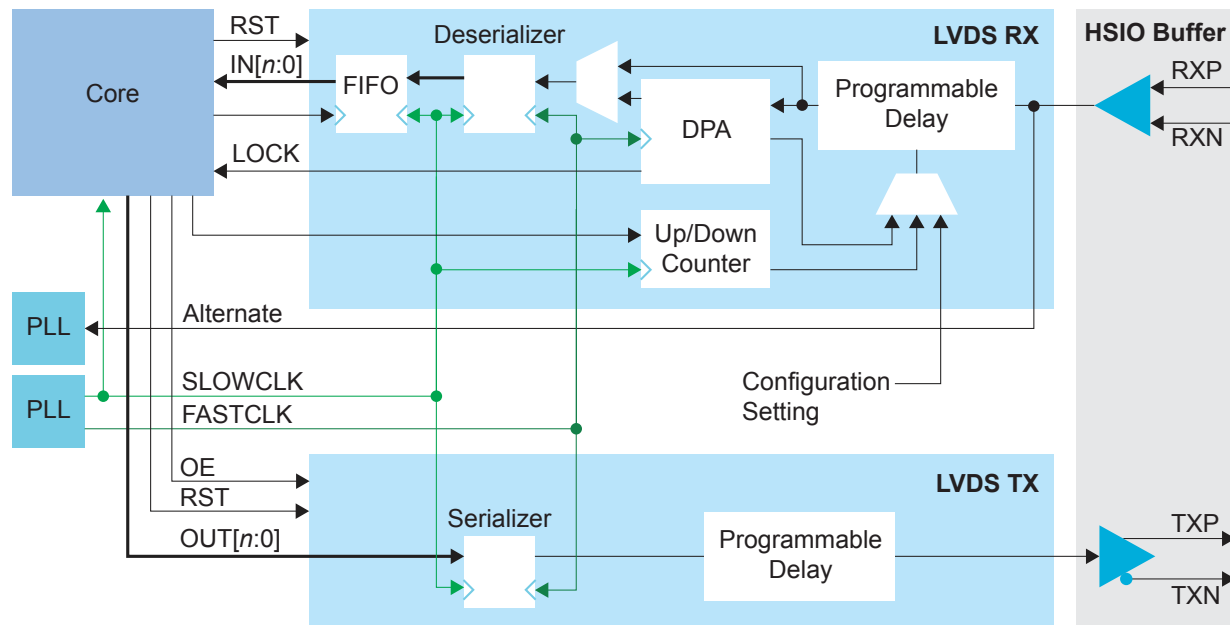 RST
Deserializer
LVDS RX
HSIO Buffer
IN[n:0]
RXP
Core
FIFO
Programmable
Delay
DPA
RXN
LOCK
Up/Down
Counter
PLL
Alternate
SLOWCLK
PLL
FASTCLK
Configuration
Setting
OE
LVDS TX
RST
Serializer
OUT[n:0]
TXP
Programmable
Delay
TXN